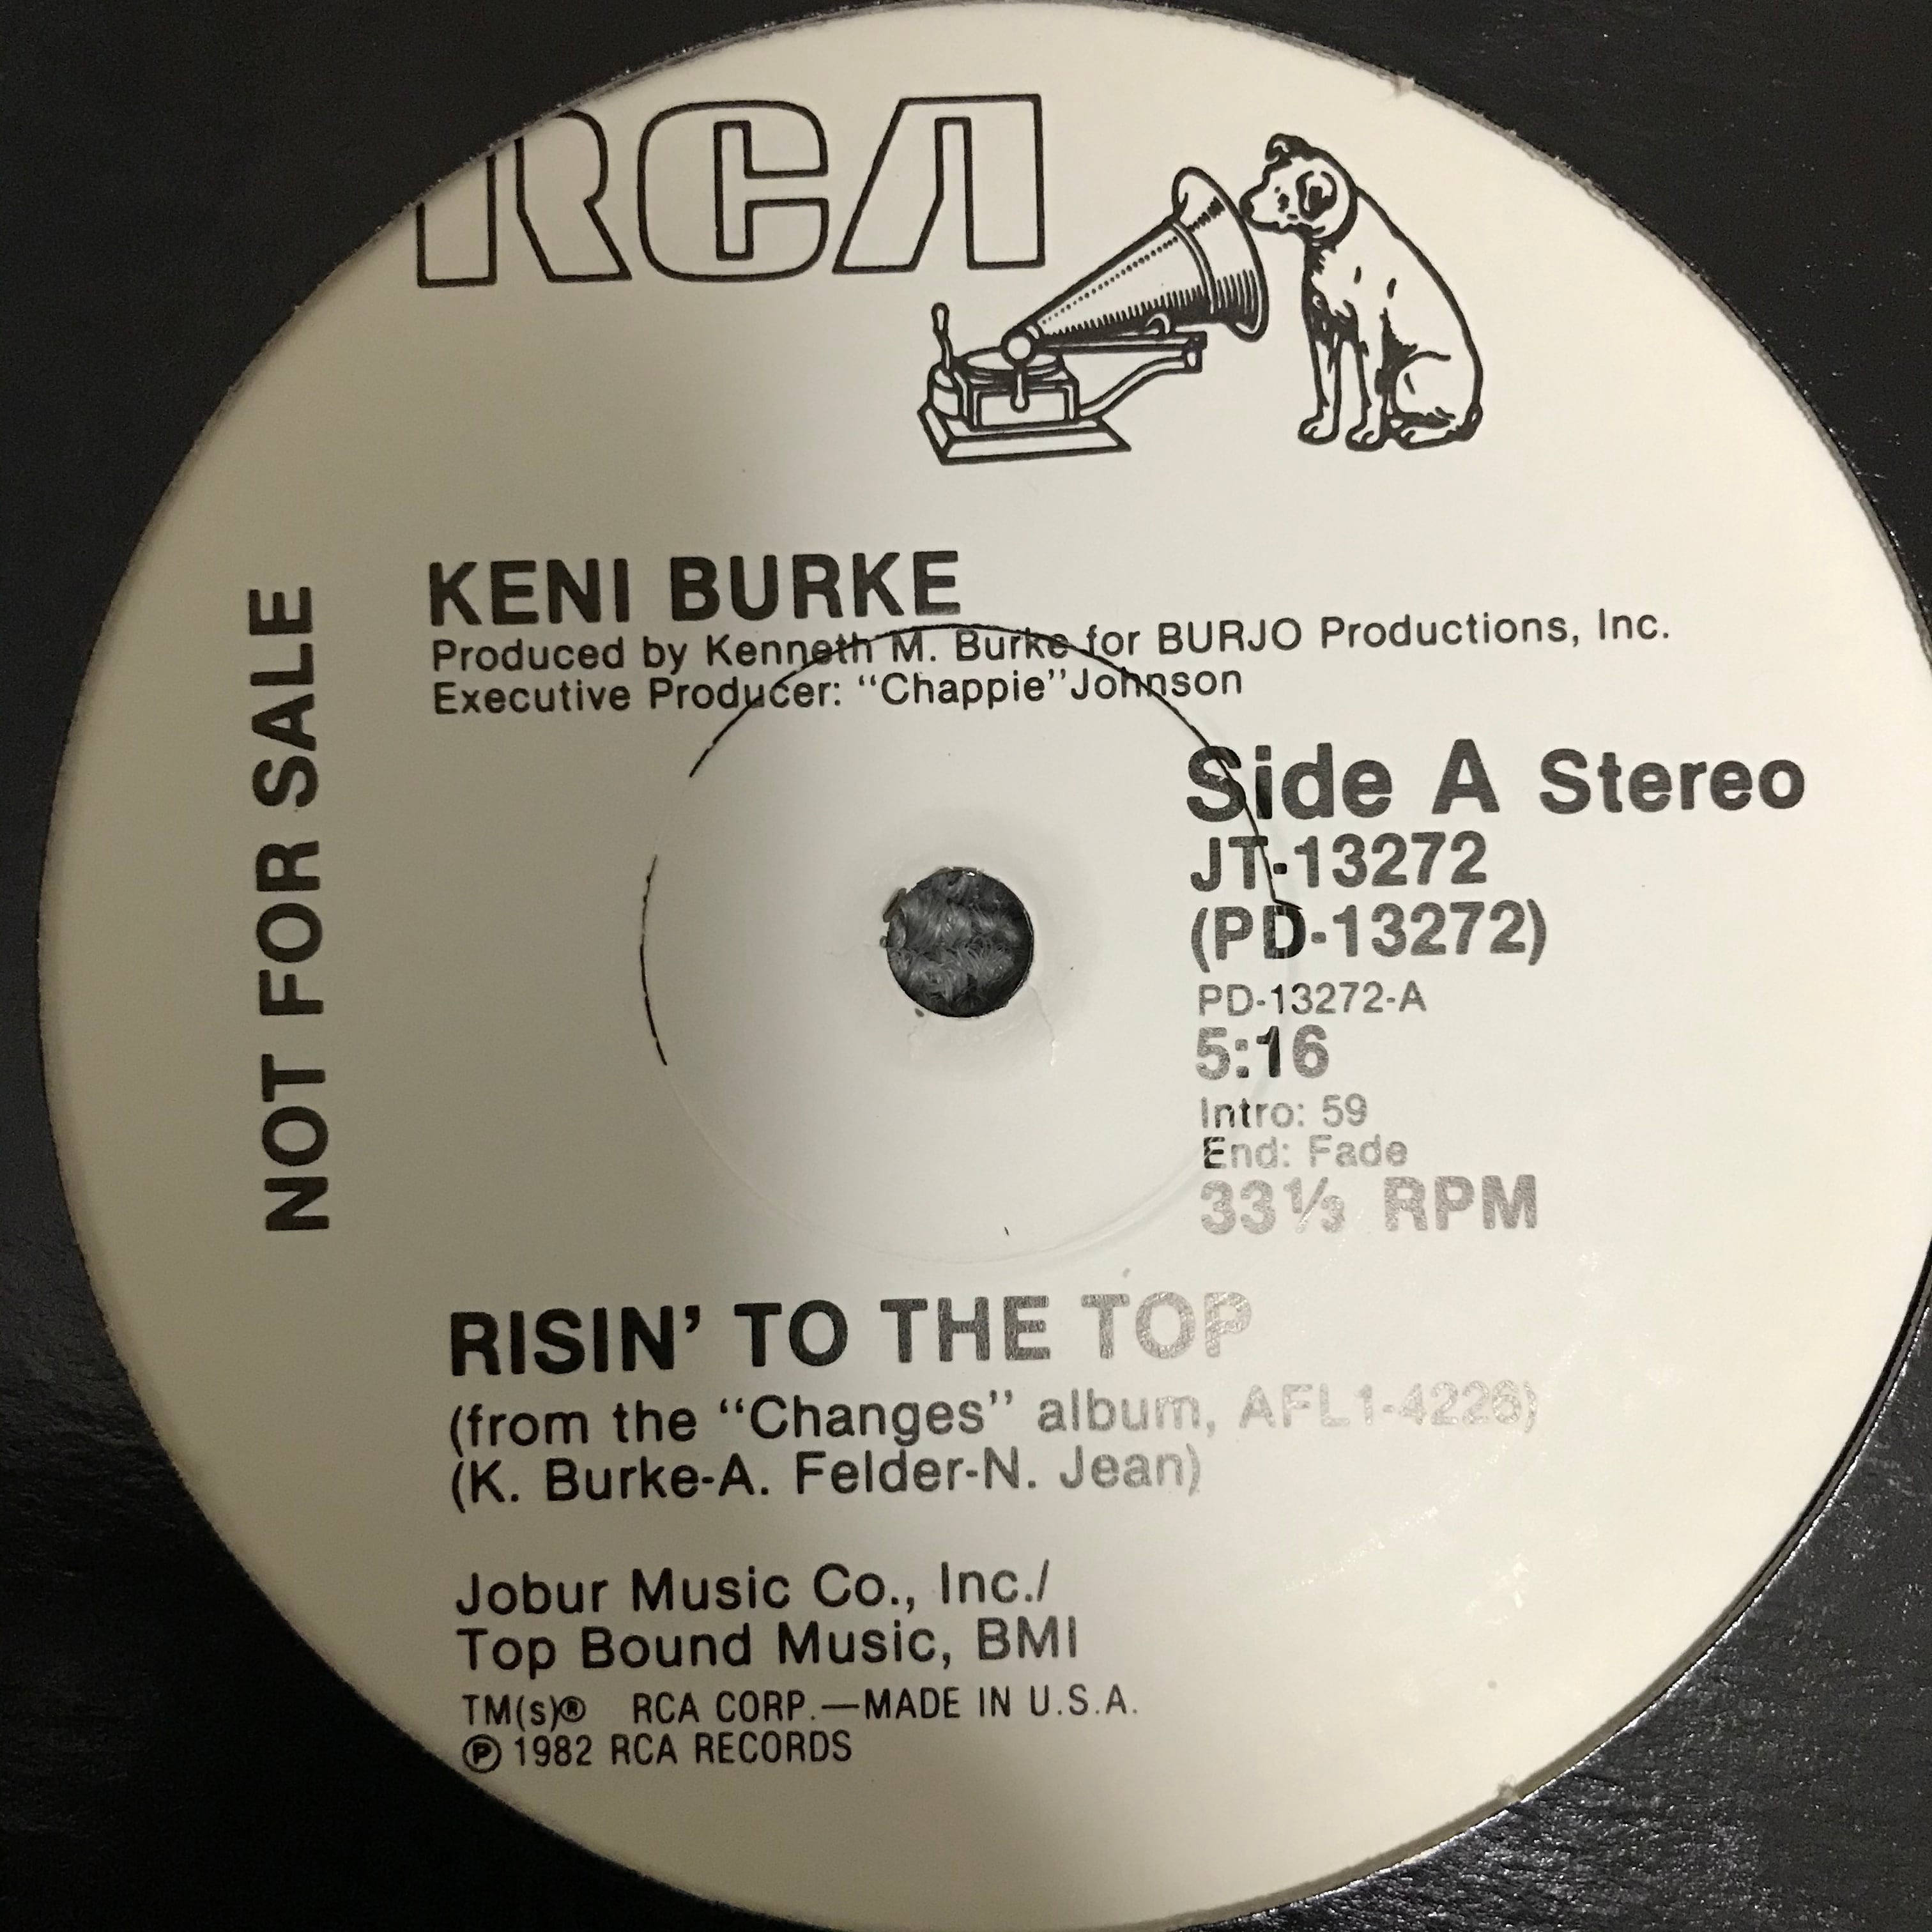 RCA
NOT FOR SALE
KENI BURKE
Produced by Kenneth M. Burke for BURJO Productions, Inc.
Executive Producer: “Chappie”Johnson
Side A Stereo
JT-13272
(PD-13272)
PD-13272-A
5:16
Intro: 59
End: Fade
33⅓ RPM
RISIN’ TO THE TOP
(from the “Changes” album, AFL1-4226)
(K. Burke-A. Felder-N. Jean)
Jobur Music Co., Inc./
Top Bound Music, BMI
TM(s)® RCA CORP.—MADE IN U.S.A.
℗ 1982 RCA RECORDS